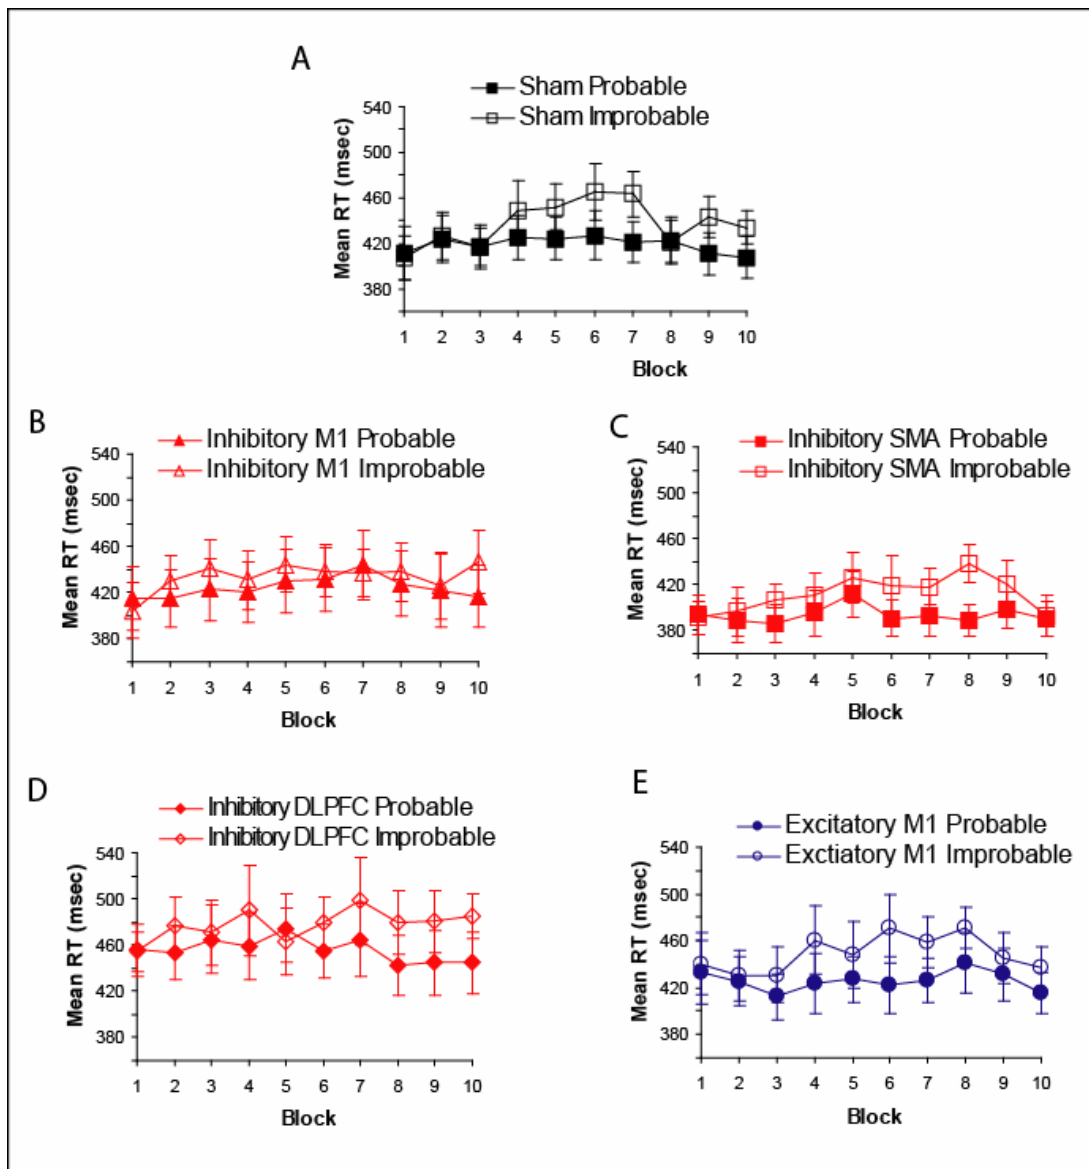 A
Sham Probable
Sham Improbable
540
500
460
420
380
Mean RT (msec)
1 2 3 4 5 6 7 8 9 10
Block
B
Inhibitory M1 Probable
Inhibitory M1 Improbable
540
500
460
420
380
Mean RT (msec)
1 2 3 4 5 6 7 8 9 10
Block
C
Inhibitory SMA Probable
Inhibitory SMA Improbable
540
500
460
420
380
Mean RT (msec)
1 2 3 4 5 6 7 8 9 10
Block
D
Inhibitory DLPFC Probable
Inhibitory DLPFC Improbable
540
500
460
420
380
Mean RT (msec)
1 2 3 4 5 6 7 8 9 10
Block
E
Excitatory M1 Probable
Exctiatory M1 Improbable
540
500
460
420
380
Mean RT (msec)
1 2 3 4 5 6 7 8 9 10
Block